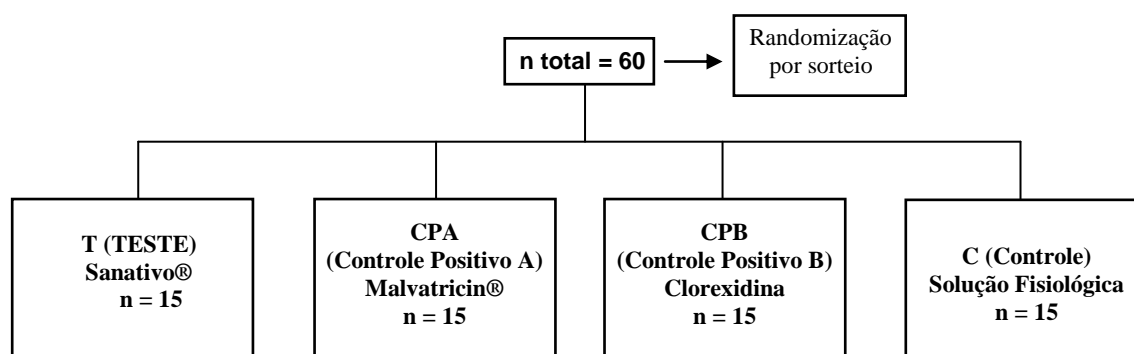 n total = 60
Randomização
por sorteio
T (TESTE)
Sanativo®
n = 15
CPA
(Controle Positivo A)
Malvatricin®
n = 15
CPB
(Controle Positivo B)
Clorexidina
n = 15
C (Controle)
Solução Fisiológica
n = 15